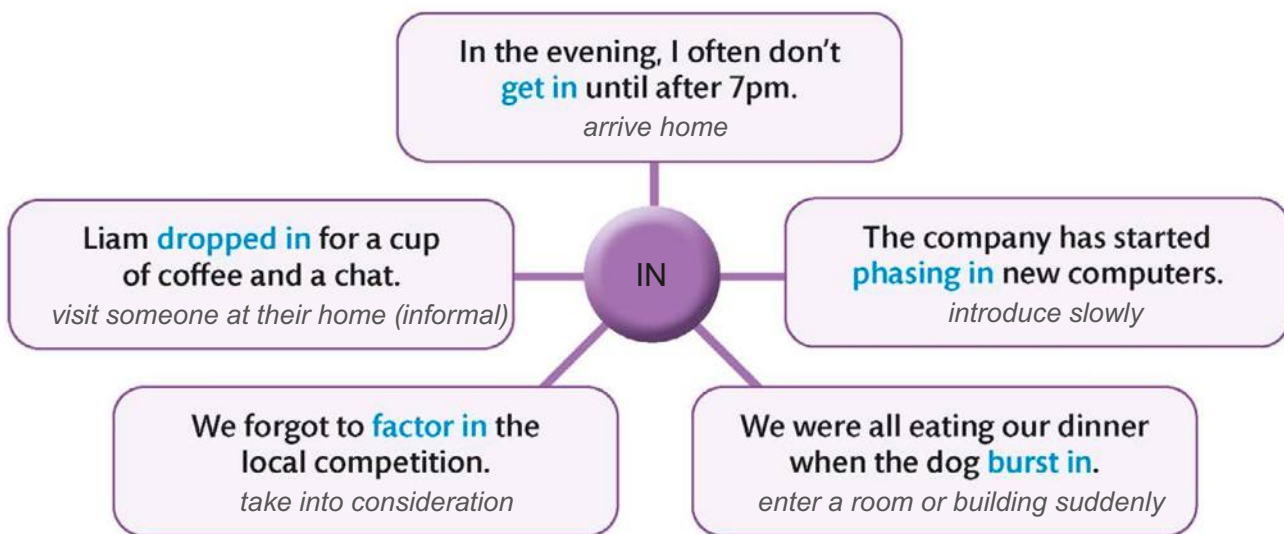 In the evening, I often don't
get in until after 7pm.
arrive home
Liam dropped in for a cup
of coffee and a chat.
visit someone at their home (informal)
IN
The company has started
phasing in new computers.
introduce slowly
We forgot to factor in the
local competition.
take into consideration
We were all eating our dinner
when the dog burst in.
enter a room or building suddenly